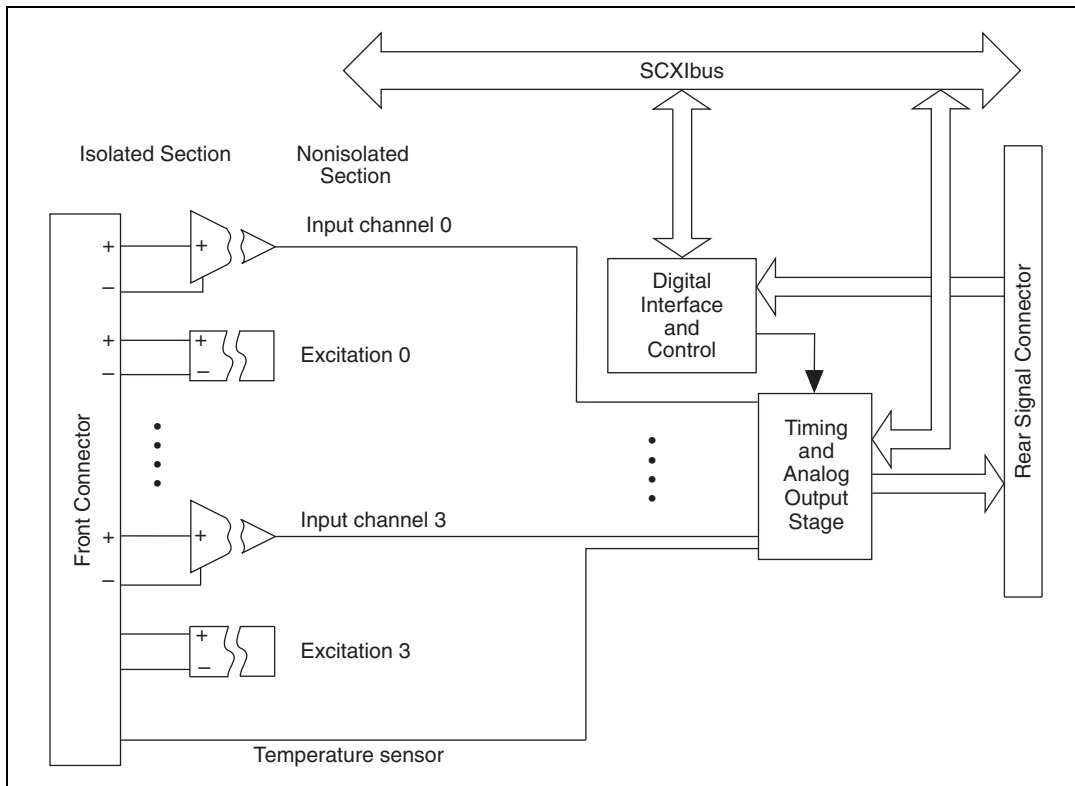 SCXIbus
Isolated Section
Nonisolated
Section
Input channel 0
+
+
−
Digital
Interface
and
Control
+
+
−
−
Excitation 0
Timing
and
Analog
Output
Stage
Front Connector
Rear Signal Connector
Input channel 3
+
+
−
+
−
Excitation 3
Temperature sensor